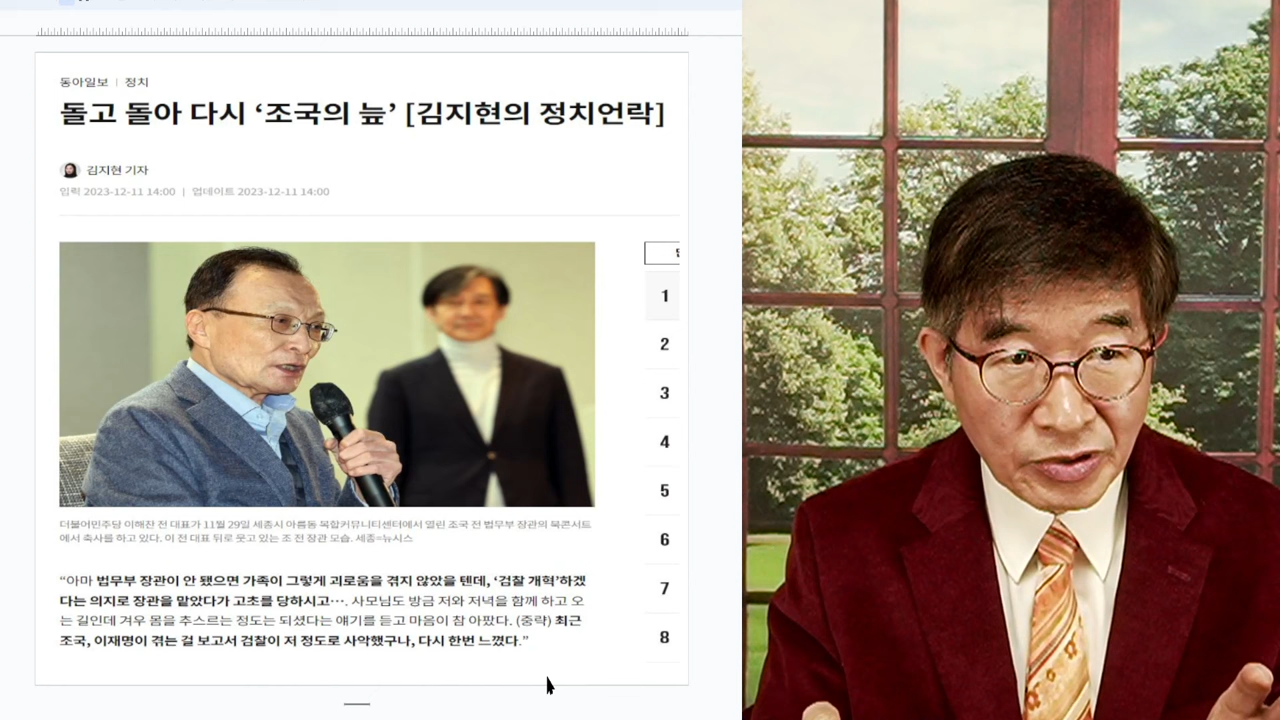 동아일보 | 정치
돌고 돌아 다시 ‘조국의 늪’ [김지현의 정치언락]
김지현 기자
입력 2023-12-11 14:00 | 업데이트 2023-12-11 14:00
1
2
3
4
5
6
7
8
더불어민주당 이해찬 전 대표가 11월 29일 세종시 아름동 복합커뮤니티센터에서 열린 조국 전 법무부 장관의 북콘서트
에서 축사를 하고 있다. 이 전 대표 뒤로 웃고 있는 조 전 장관 모습. 세종=뉴시스
“아마 법무부 장관이 안 됐으면 가족이 그렇게 괴로움을 겪지 않았을 텐데, ‘검찰 개혁’하겠
다는 의지로 장관을 맡았다가 고초를 당하시고…. 사모님도 방금 저와 저녁을 함께 하고 오
는 길인데 겨우 몸을 추스르는 정도는 되셨다는 얘기를 듣고 마음이 참 아팠다. (중략) 최근
조국, 이재명이 겪는 걸 보고서 검찰이 저 정도로 사악했구나, 다시 한번 느꼈다.”